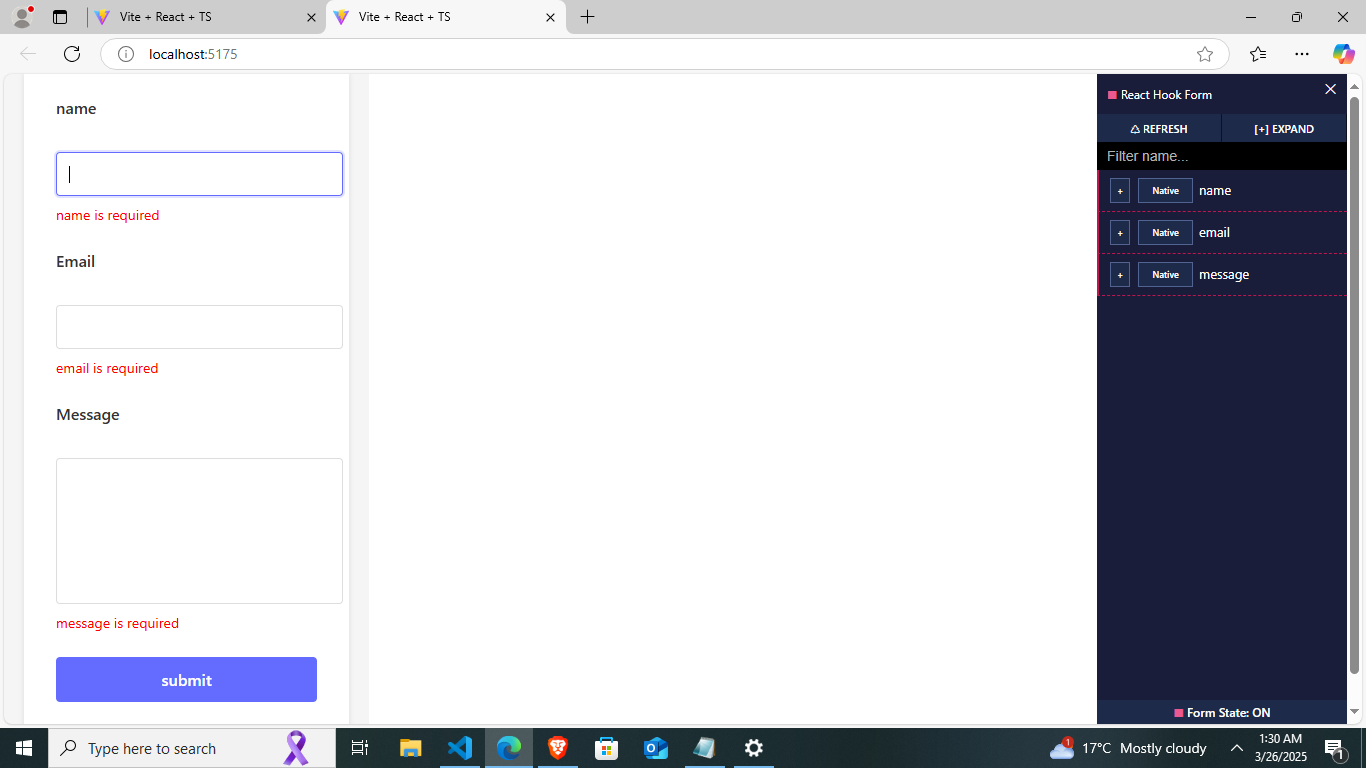 Vite + React + TS
Vite + React + TS
localhost:5175
name
name is required
Email
email is required
Message
message is required
submit
React Hook Form
REFRESH
[+] EXPAND
Filter name...
+ Native name
+ Native email
+ Native message
Form State: ON
Type here to search
1
17°C Mostly cloudy
1:30 AM
3/26/2025
1